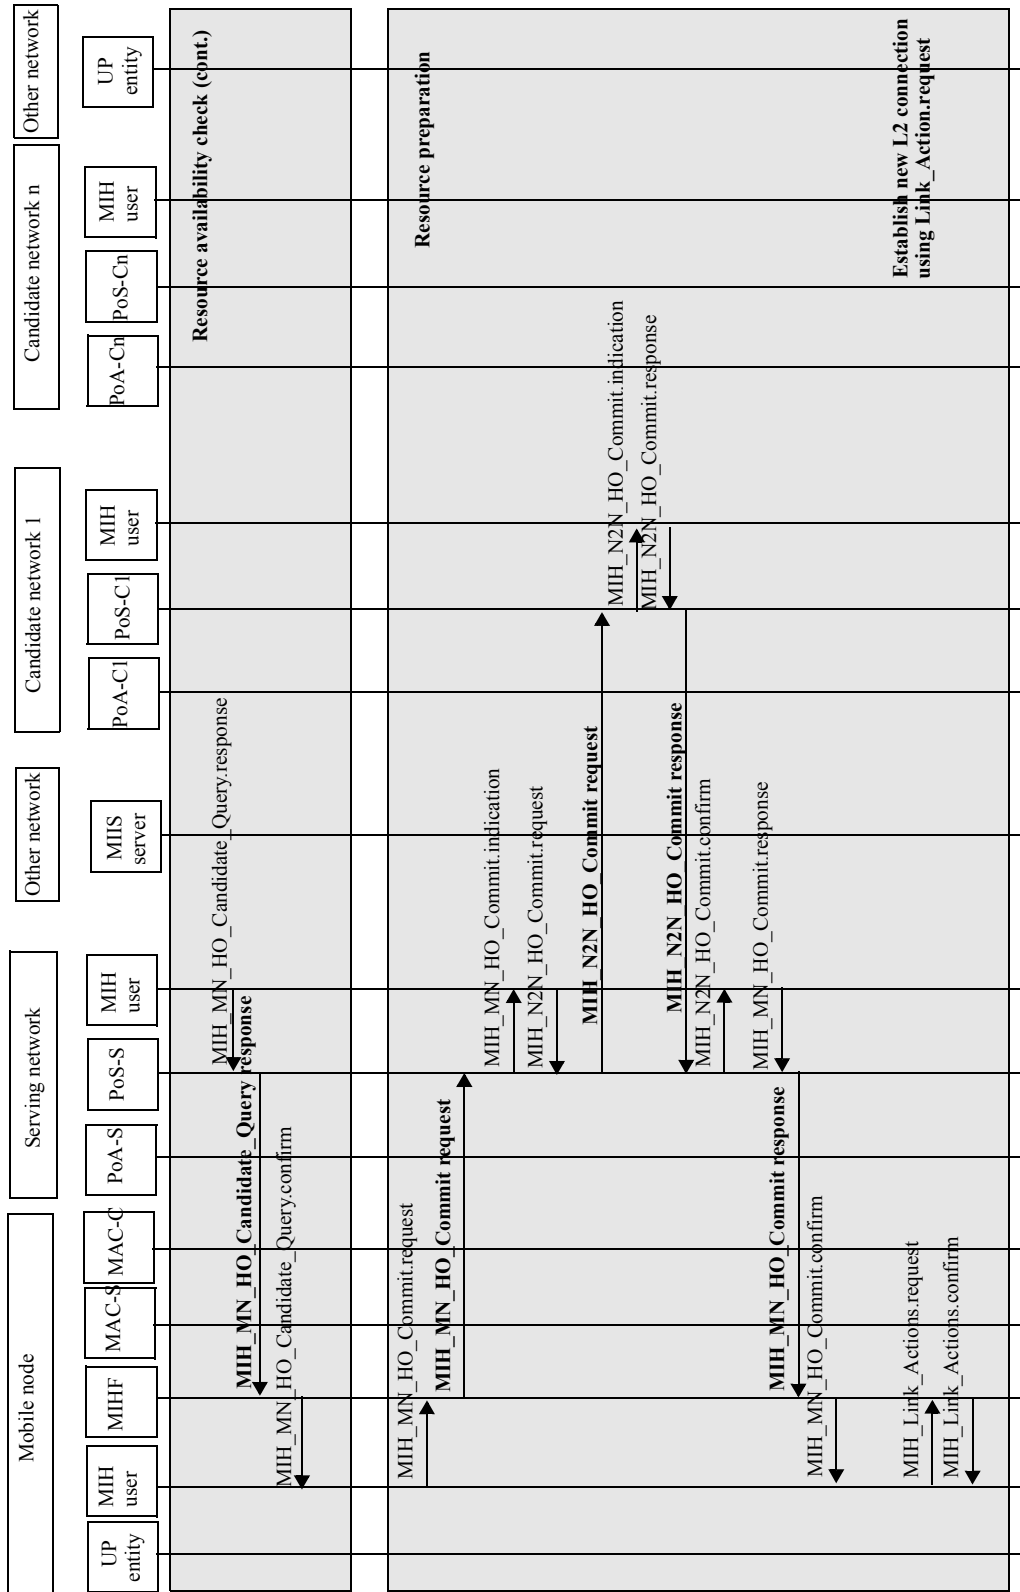 Mobile node
Serving network
Other network
Candidate network 1
Candidate network n
Other network
UP
entity
MIH
user
MIHF
MAC-S
MAC-C
PoA-S
PoS-S
MIH
user
MIIS
server
PoA-C1
PoS-C1
MIH
user
PoA-Cn
PoS-Cn
MIH
user
UP
entity
Resource availability check (cont.)
MIH_MN_HO_Candidate_Query.response
MIH_MN_HO_Candidate_Query response
MIH_MN_HO_Candidate_Query.confirm
Resource preparation
MIH_MN_HO_Commit.request
MIH_MN_HO_Commit request
MIH_MN_HO_Commit.indication
MIH_N2N_HO_Commit.request
MIH_N2N_HO_Commit request
MIH_N2N_HO_Commit.indication
MIH_N2N_HO_Commit.response
MIH_N2N_HO_Commit response
MIH_N2N_HO_Commit.confirm
MIH_MN_HO_Commit.response
MIH_MN_HO_Commit response
MIH_MN_HO_Commit.confirm
Establish new L2 connection
using Link_Action.request
MIH_Link_Actions.request
MIH_Link_Actions.confirm